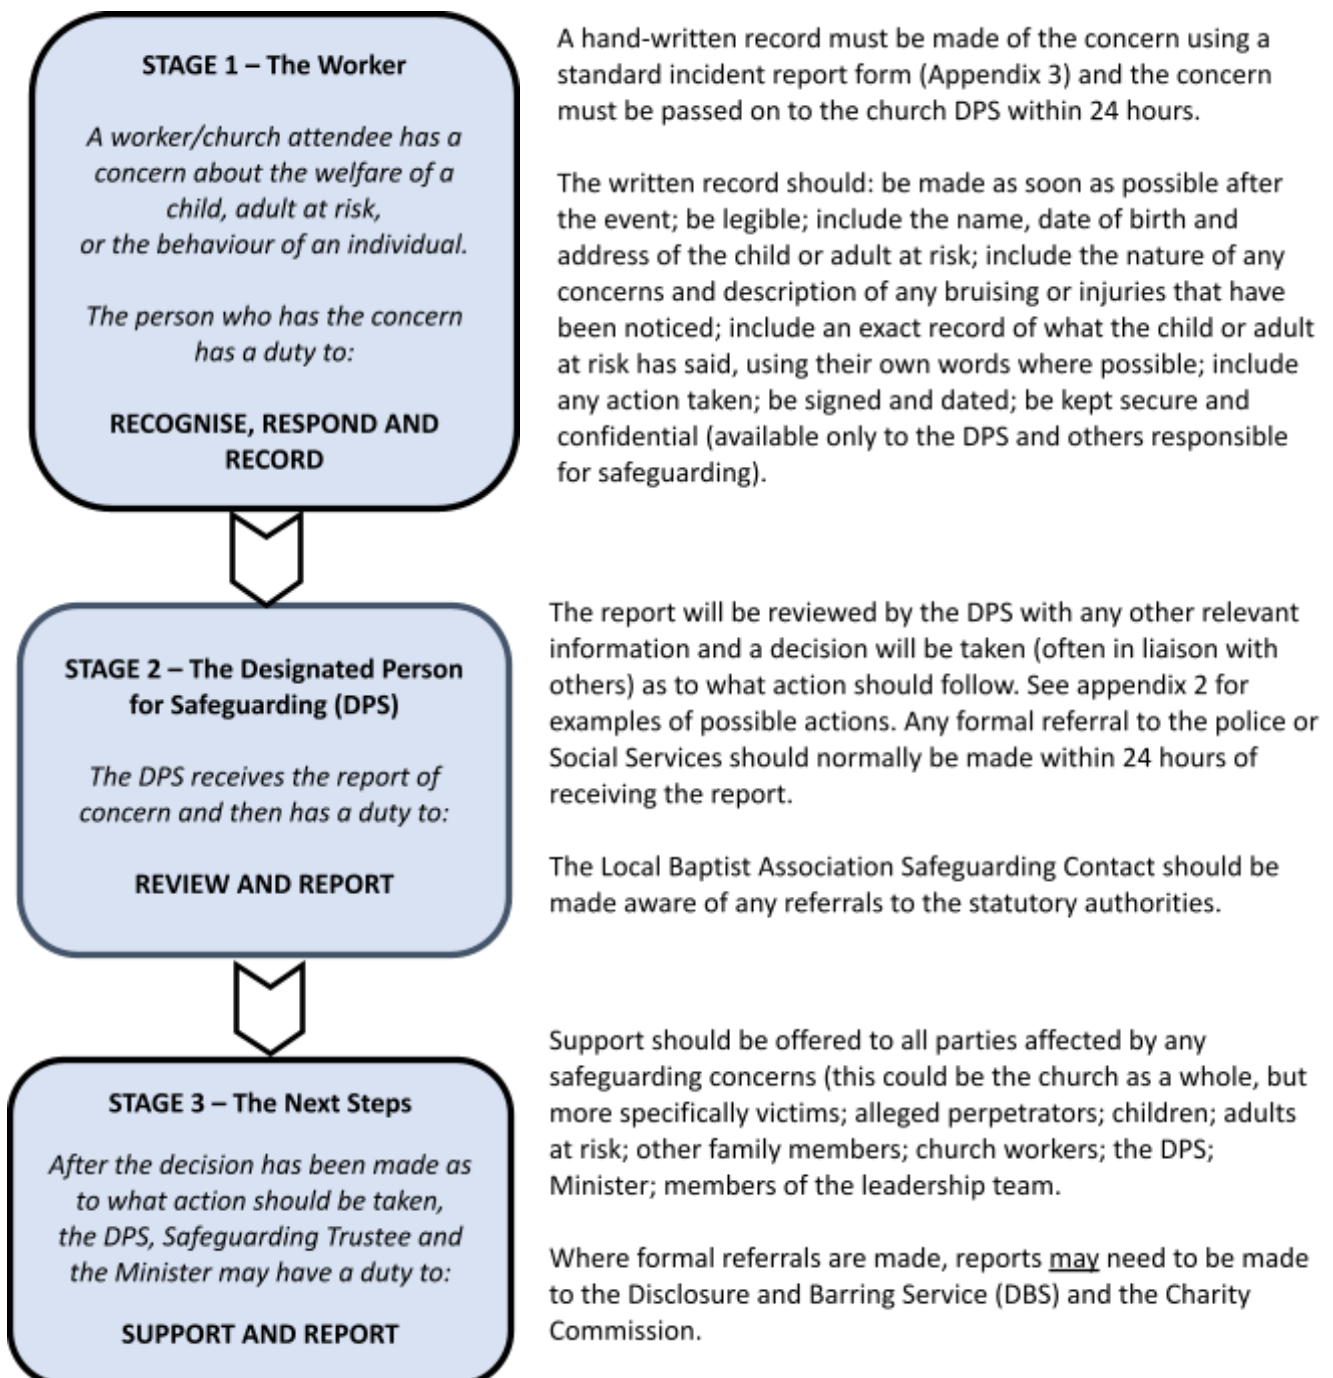 STAGE 1 – The Worker
A worker/church attendee has a
concern about the welfare of a
child, adult at risk,
or the behaviour of an individual.
The person who has the concern
has a duty to:
RECOGNISE, RESPOND AND
RECORD
A hand-written record must be made of the concern using a
standard incident report form (Appendix 3) and the concern
must be passed on to the church DPS within 24 hours.
The written record should: be made as soon as possible after
the event; be legible; include the name, date of birth and
address of the child or adult at risk; include the nature of any
concerns and description of any bruising or injuries that have
been noticed; include an exact record of what the child or adult
at risk has said, using their own words where possible; include
any action taken; be signed and dated; be kept secure and
confidential (available only to the DPS and others responsible
for safeguarding).
STAGE 2 – The Designated Person
for Safeguarding (DPS)
The DPS receives the report of
concern and then has a duty to:
REVIEW AND REPORT
The report will be reviewed by the DPS with any other relevant
information and a decision will be taken (often in liaison with
others) as to what action should follow. See appendix 2 for
examples of possible actions. Any formal referral to the police or
Social Services should normally be made within 24 hours of
receiving the report.
The Local Baptist Association Safeguarding Contact should be
made aware of any referrals to the statutory authorities.
STAGE 3 – The Next Steps
After the decision has been made as
to what action should be taken,
the DPS, Safeguarding Trustee and
the Minister may have a duty to:
SUPPORT AND REPORT
Support should be offered to all parties affected by any
safeguarding concerns (this could be the church as a whole, but
more specifically victims; alleged perpetrators; children; adults
at risk; other family members; church workers; the DPS;
Minister; members of the leadership team.
Where formal referrals are made, reports may need to be made
to the Disclosure and Barring Service (DBS) and the Charity
Commission.